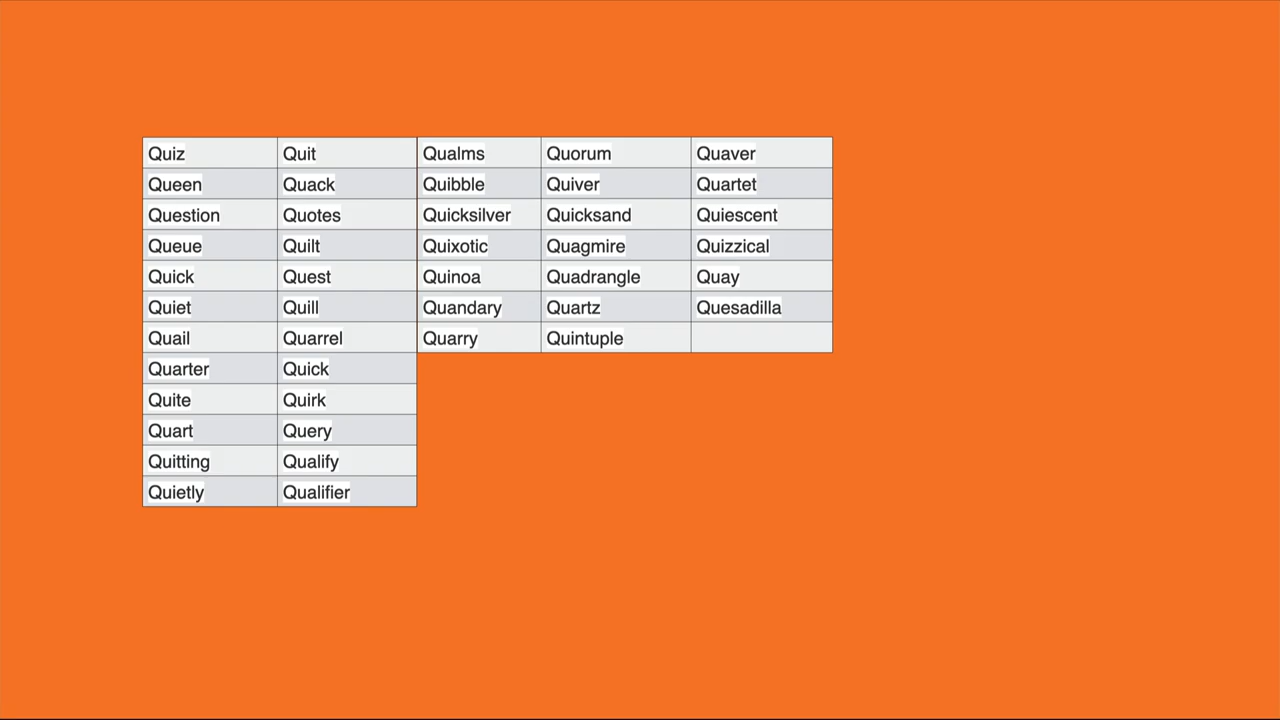 Quiz Quit Qualms Quorum Quaver
Queen Quack Quibble Quiver Quartet
Question Quotes Quicksilver Quicksand Quiescent
Queue Quilt Quixotic Quagmire Quizzical
Quick Quest Quinoa Quadrangle Quay
Quiet Quill Quandary Quartz Quesadilla
Quail Quarrel Quarry Quintuple
Quarter Quick
Quite Quirk
Quart Query
Quitting Qualify
Quietly Qualifier